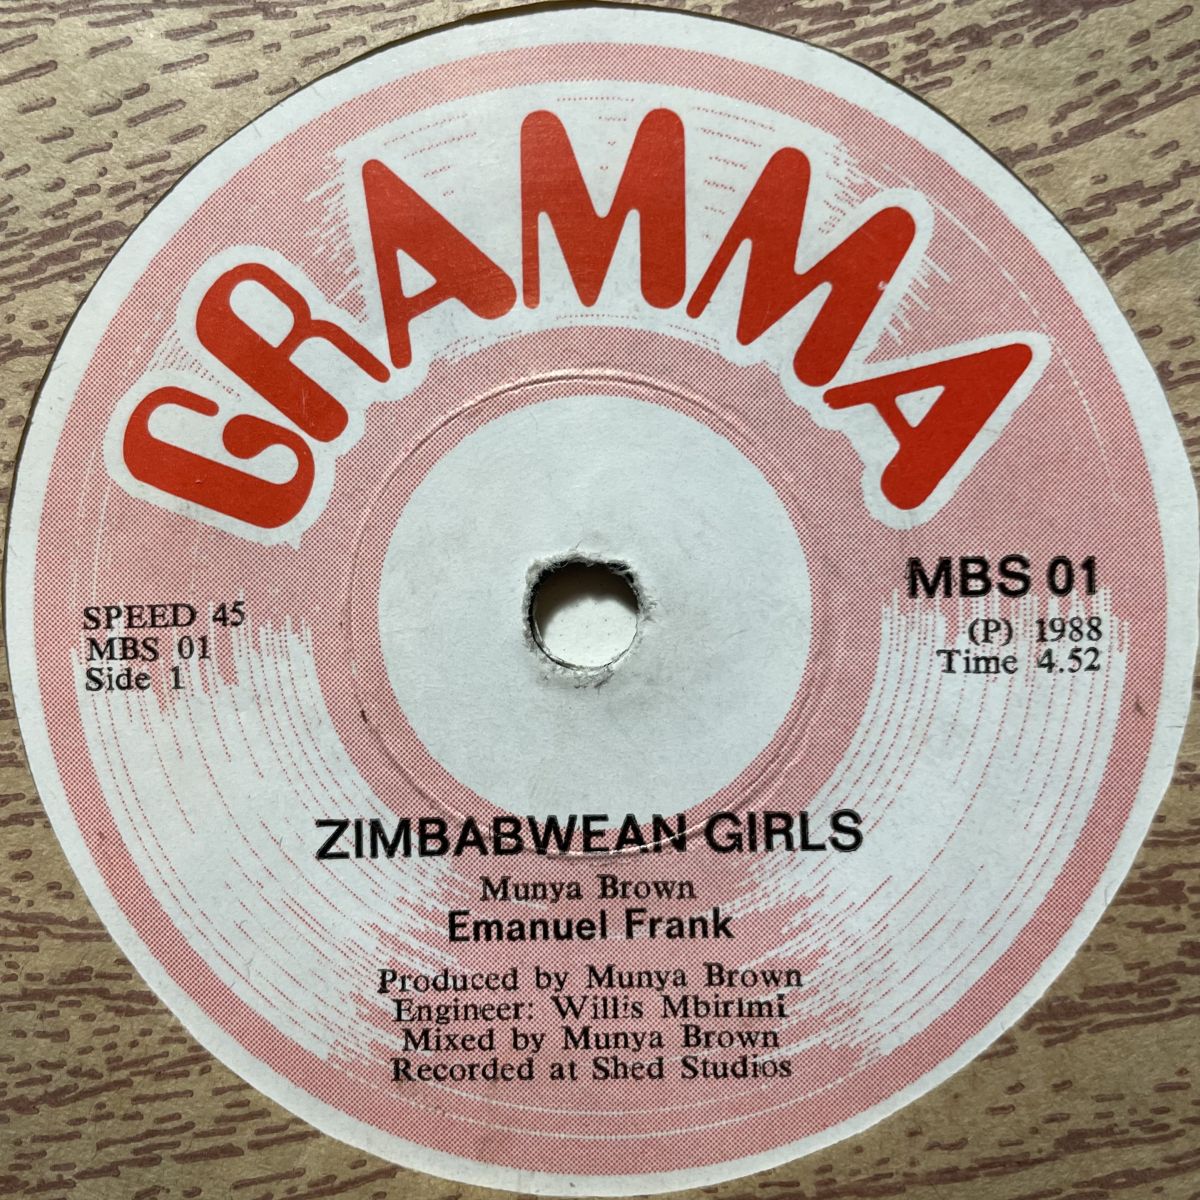 GRAMMA
SPEED 45
MBS 01
Side 1
MBS 01
(P) 1988
Time 4.52
ZIMBABWEAN GIRLS
Munya Brown
Emanuel Frank
Produced by Munya Brown
Engineer: Willis Mbirimi
Mixed by Munya Brown
Recorded at Shed Studios